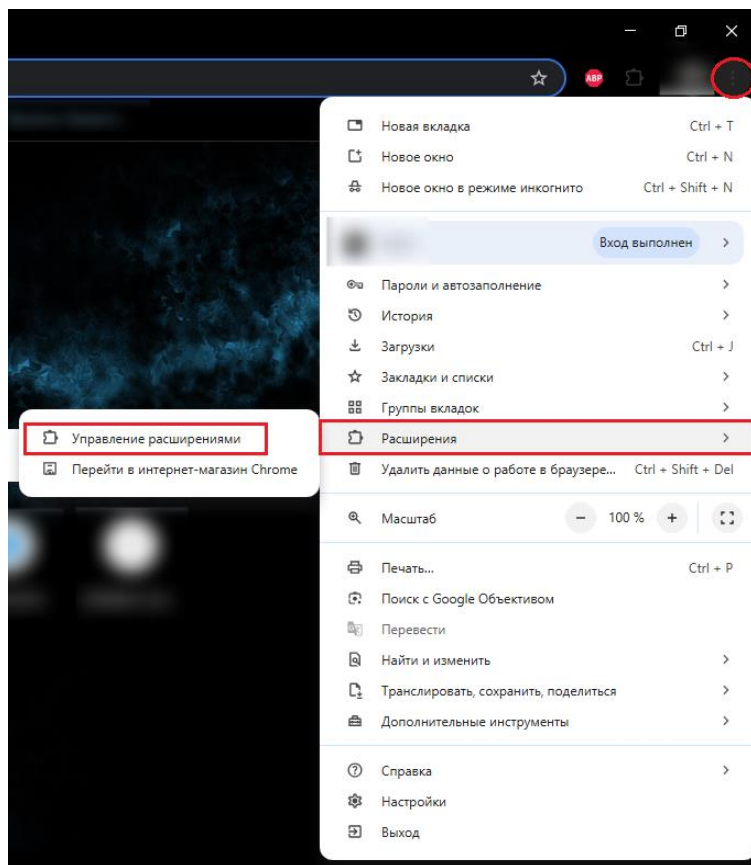 ABP
Новая вкладка Ctrl + T
Новое окно Ctrl + N
Новое окно в режиме инкогнито Ctrl + Shift + N
Вход выполнен
Пароли и автозаполнение
История
Загрузки Ctrl + J
Закладки и списки
Группы вкладок
Управление расширениями
Расширения
Перейти в интернет-магазин Chrome
Удалить данные о работе в браузере... Ctrl + Shift + Del
Масштаб − 100 % +
Печать... Ctrl + P
Поиск с Google Объективом
Перевести
Найти и изменить
Транслировать, сохранить, поделиться
Дополнительные инструменты
Справка
Настройки
Выход